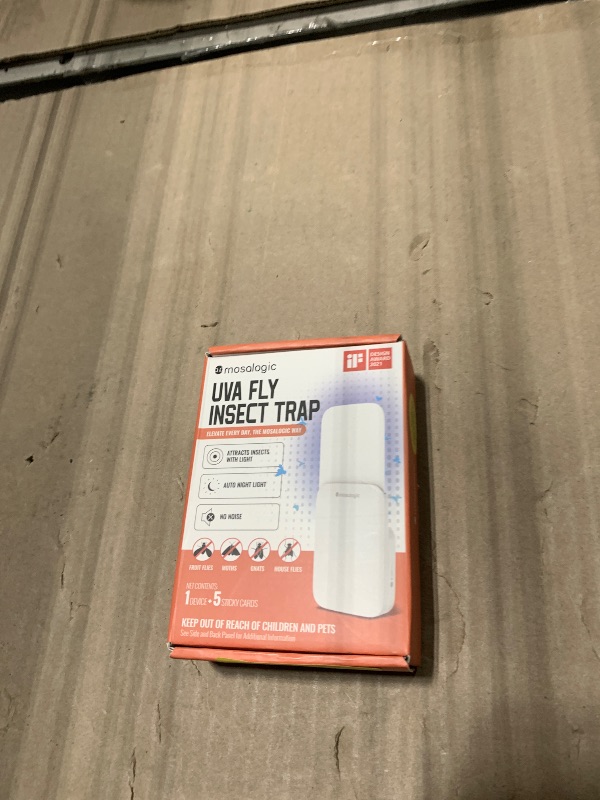 mosalogic
iF
DESIGN
AWARD
2021
UVA FLY
INSECT TRAP
ELEVATE EVERY DAY, THE MOSALOGIC WAY
ATTRACTS INSECTS
WITH LIGHT
AUTO NIGHT LIGHT
NO NOISE
mosalogic
FRUIT FLIES
MOTHS
GNATS
HOUSE FLIES
NET CONTENTS:
1 DEVICE + 5 STICKY CARDS
KEEP OUT OF REACH OF CHILDREN AND PETS
See Side and Back Panel for Additional Information